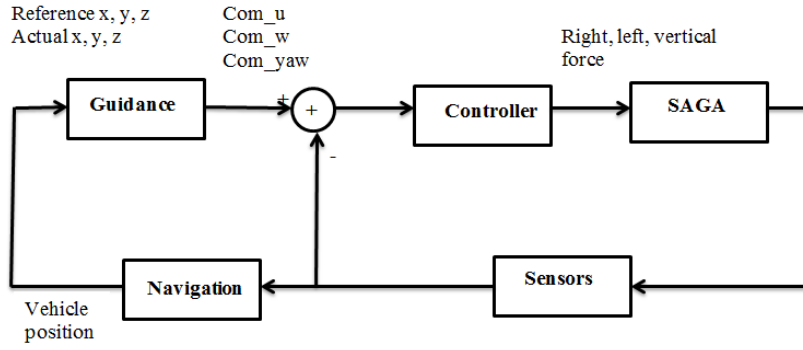 Reference x, y, z
Actual x, y, z
Com_u
Com_w
Com_yaw
Right, left, vertical
force
Guidance
+
+
Controller
SAGA
-
Navigation
Sensors
Vehicle
position